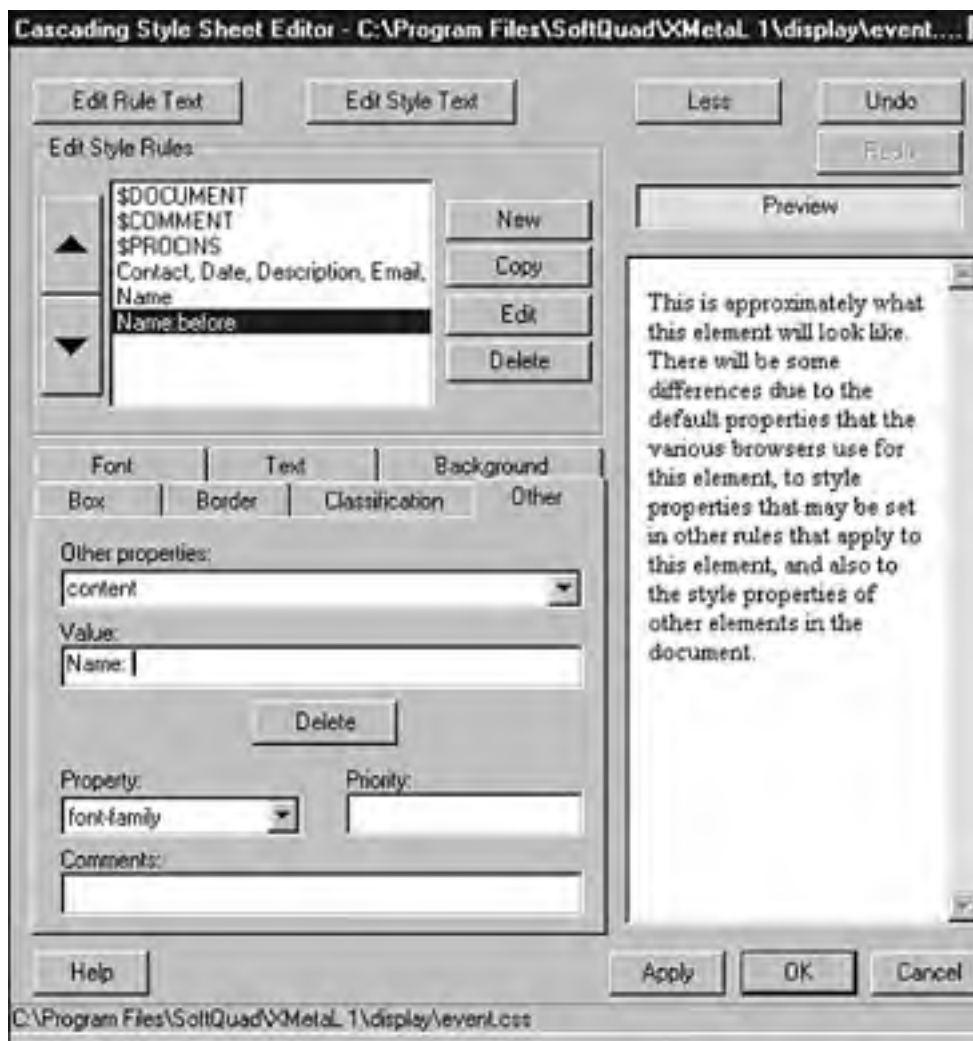 Cascading Style Sheet Editor - C:\Program Files\SoftQuad\XMetaL 1\display\event....
Edit Rule Text
Edit Style Text
Less
Undo
Redo
Edit Style Rules
$DOCUMENT
$COMMENT
$PROCINS
Contact, Date, Description, Email,
Name
Name:before
New
Copy
Edit
Delete
Preview
This is approximately what
this element will look like.
There will be some
differences due to the
default properties that the
various browsers use for
this element, to style
properties that may be set
in other rules that apply to
this element, and also to
the style properties of
other elements in the
document.
Font
Text
Background
Box
Border
Classification
Other
Other properties:
content
Value:
Name:
Delete
Property:
Priority:
font-family
Comments:
Help
Apply
OK
Cancel
C:\Program Files\SoftQuad\XMetaL 1\display\event.css